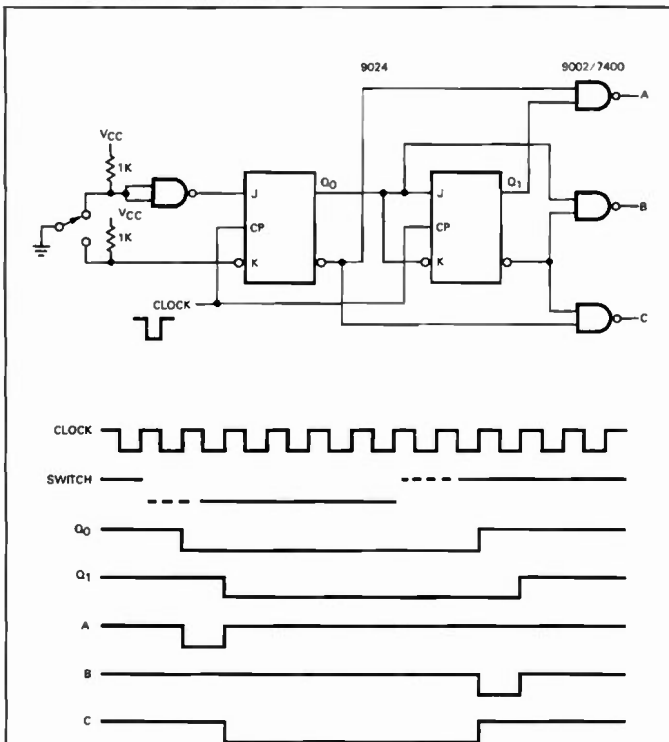 9024 9002/7400
VCC
1K
VCC
1K
J
CP
K
Q0
J
CP
K
Q1
A
B
C
CLOCK
CLOCK
SWITCH
Q0
Q1
A
B
C